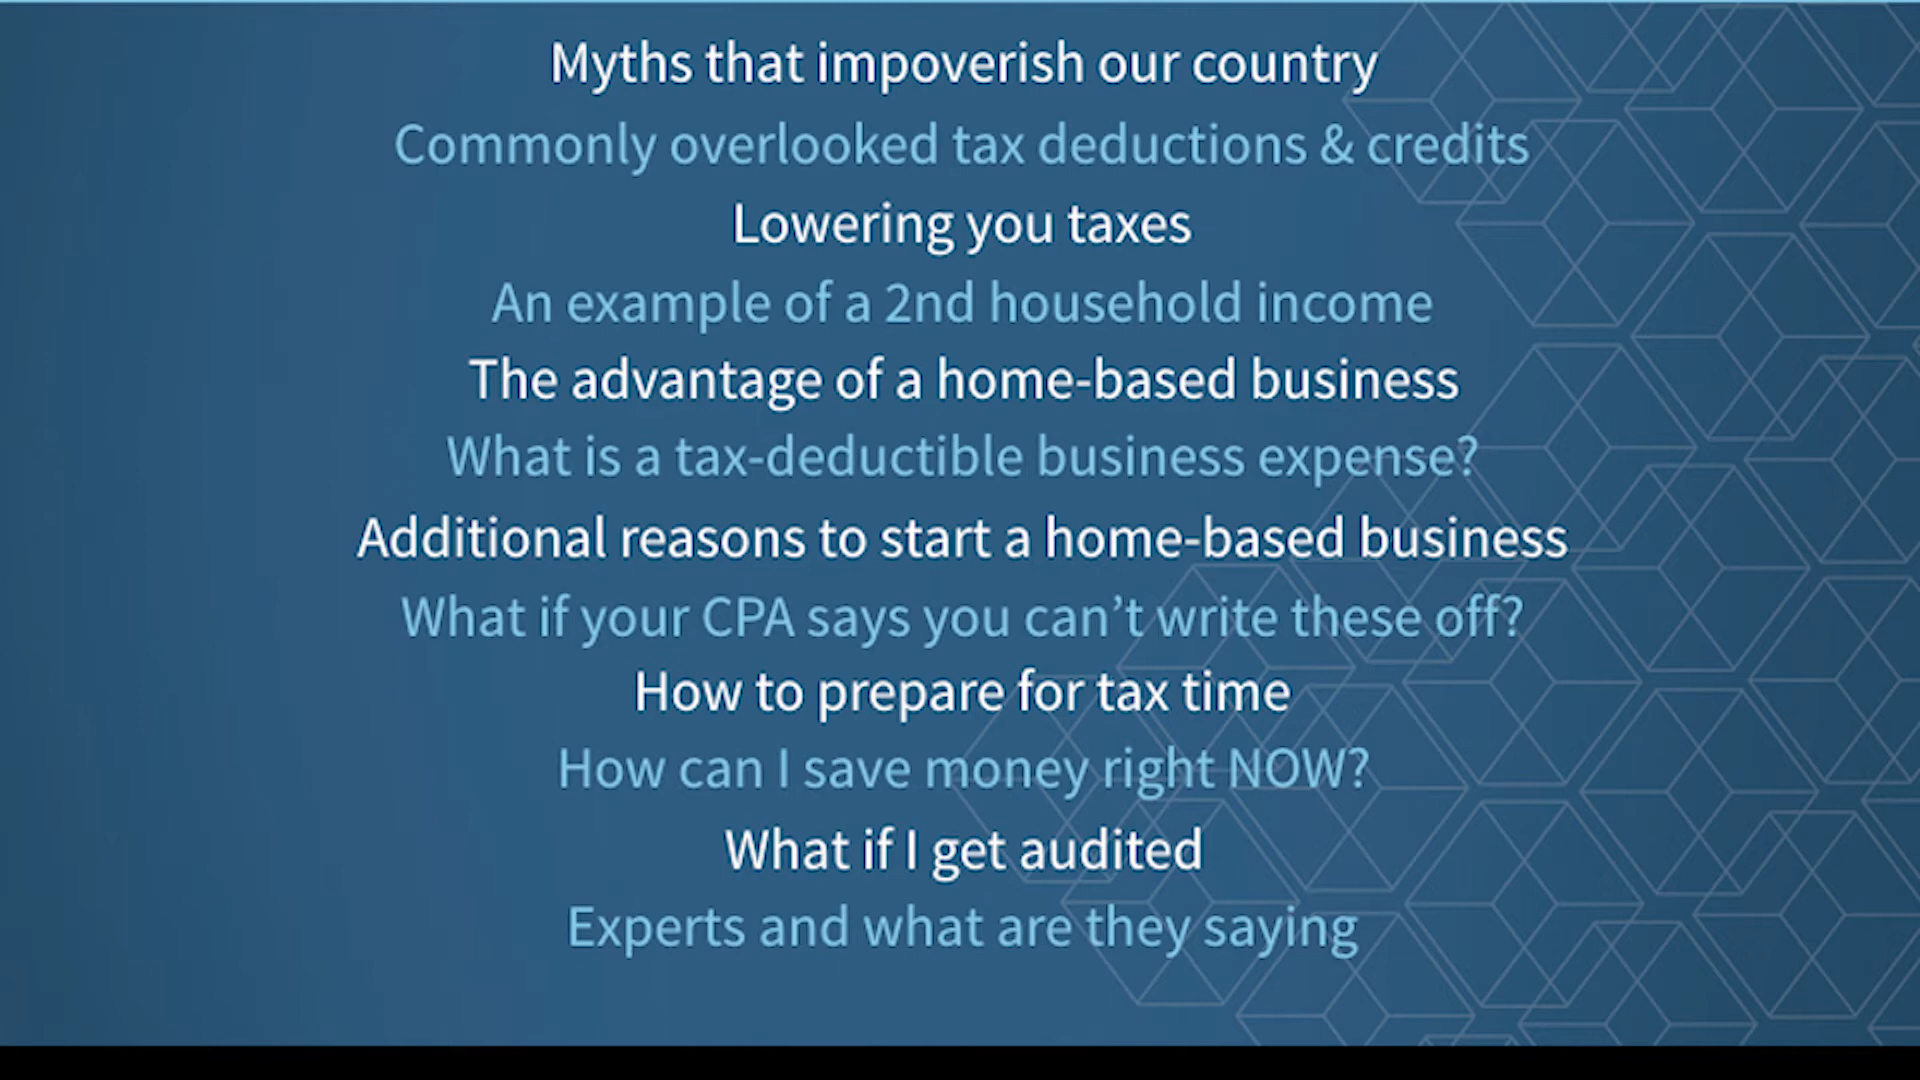 Myths that impoverish our country
Commonly overlooked tax deductions & credits
Lowering you taxes
An example of a 2nd household income
The advantage of a home-based business
What is a tax-deductible business expense?
Additional reasons to start a home-based business
What if your CPA says you can’t write these off?
How to prepare for tax time
How can I save money right NOW?
What if I get audited
Experts and what are they saying